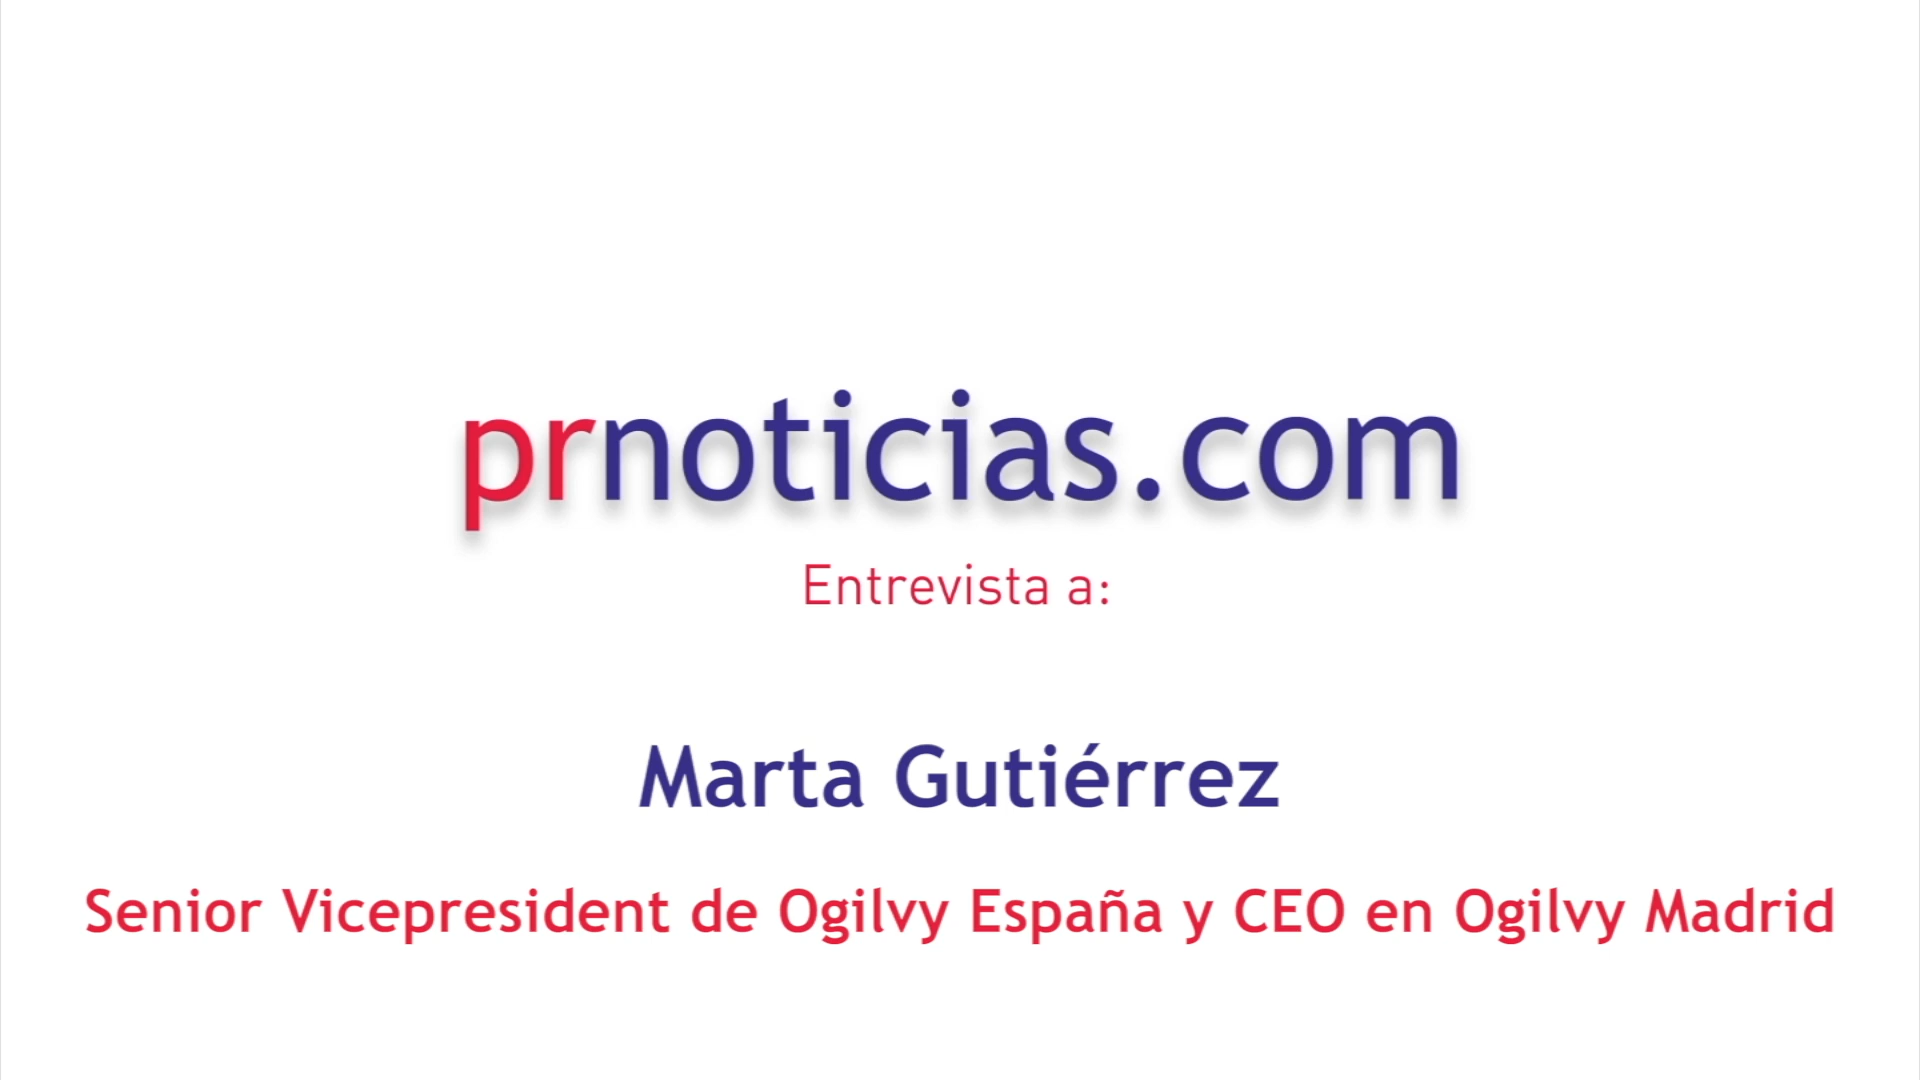 prnoticias.com
Entrevista a:
Marta Gutiérrez
Senior Vicepresident de Ogilvy España y CEO en Ogilvy Madrid